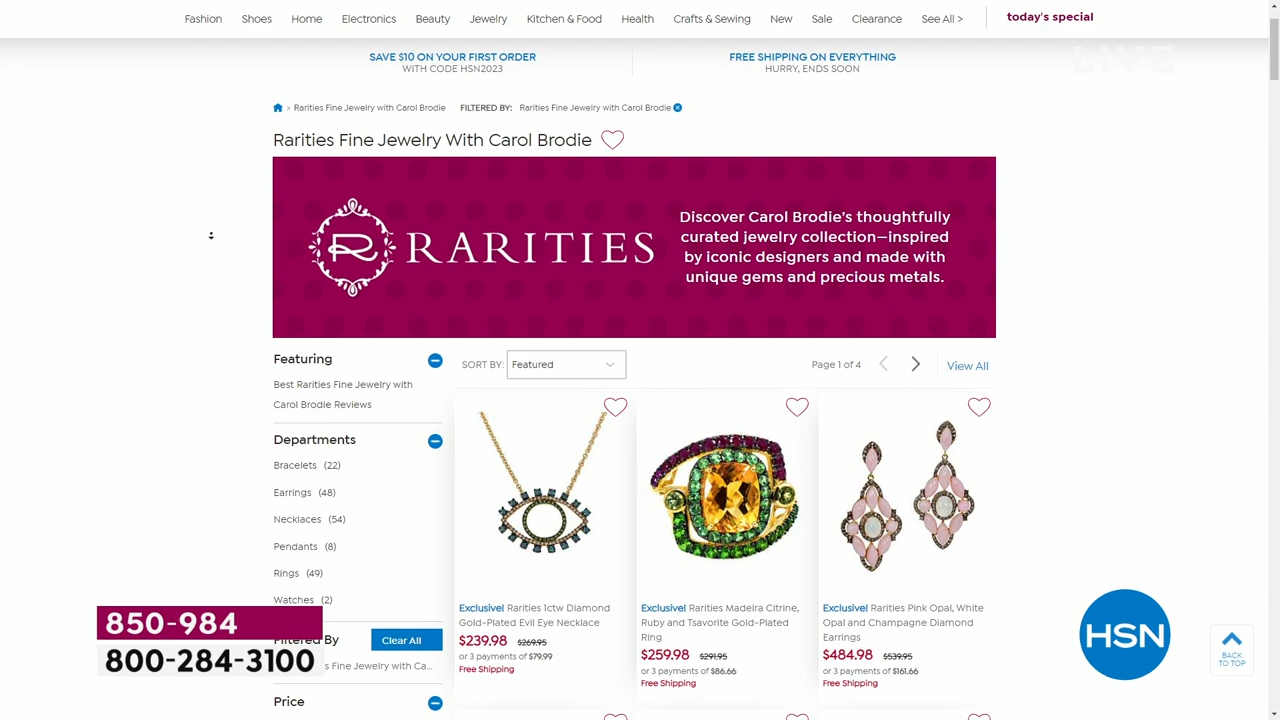 Fashion Shoes Home Electronics Beauty Jewelry Kitchen & Food Health Crafts & Sewing New Sale Clearance See All > today's special
SAVE $10 ON YOUR FIRST ORDER
WITH CODE HSN2023
FREE SHIPPING ON EVERYTHING
HURRY, ENDS SOON
LIVE
> Rarities Fine Jewelry with Carol Brodie FILTERED BY: Rarities Fine Jewelry with Carol Brodie
Rarities Fine Jewelry With Carol Brodie
R RARITIES
Discover Carol Brodie's thoughtfully
curated jewelry collection—inspired
by iconic designers and made with
unique gems and precious metals.
Featuring
Best Rarities Fine Jewelry with
Carol Brodie Reviews
Departments
Bracelets (22)
Earrings (48)
Necklaces (54)
Pendants (8)
Rings (49)
Watches (2)
Filtered By
Clear All
s Fine Jewelry with Ca...
Price
SORT BY: Featured
Page 1 of 4
View All
Exclusive! Rarities 1ctw Diamond
Gold-Plated Evil Eye Necklace
$239.98 $269.95
or 3 payments of $79.99
Free Shipping
Exclusive! Rarities Madeira Citrine,
Ruby and Tsavorite Gold-Plated
Ring
$259.98 $291.95
or 3 payments of $86.66
Free Shipping
Exclusive! Rarities Pink Opal, White
Opal and Champagne Diamond
Earrings
$484.98 $539.95
or 3 payments of $161.66
Free Shipping
850-984
800-284-3100
HSN
BACK
TO TOP